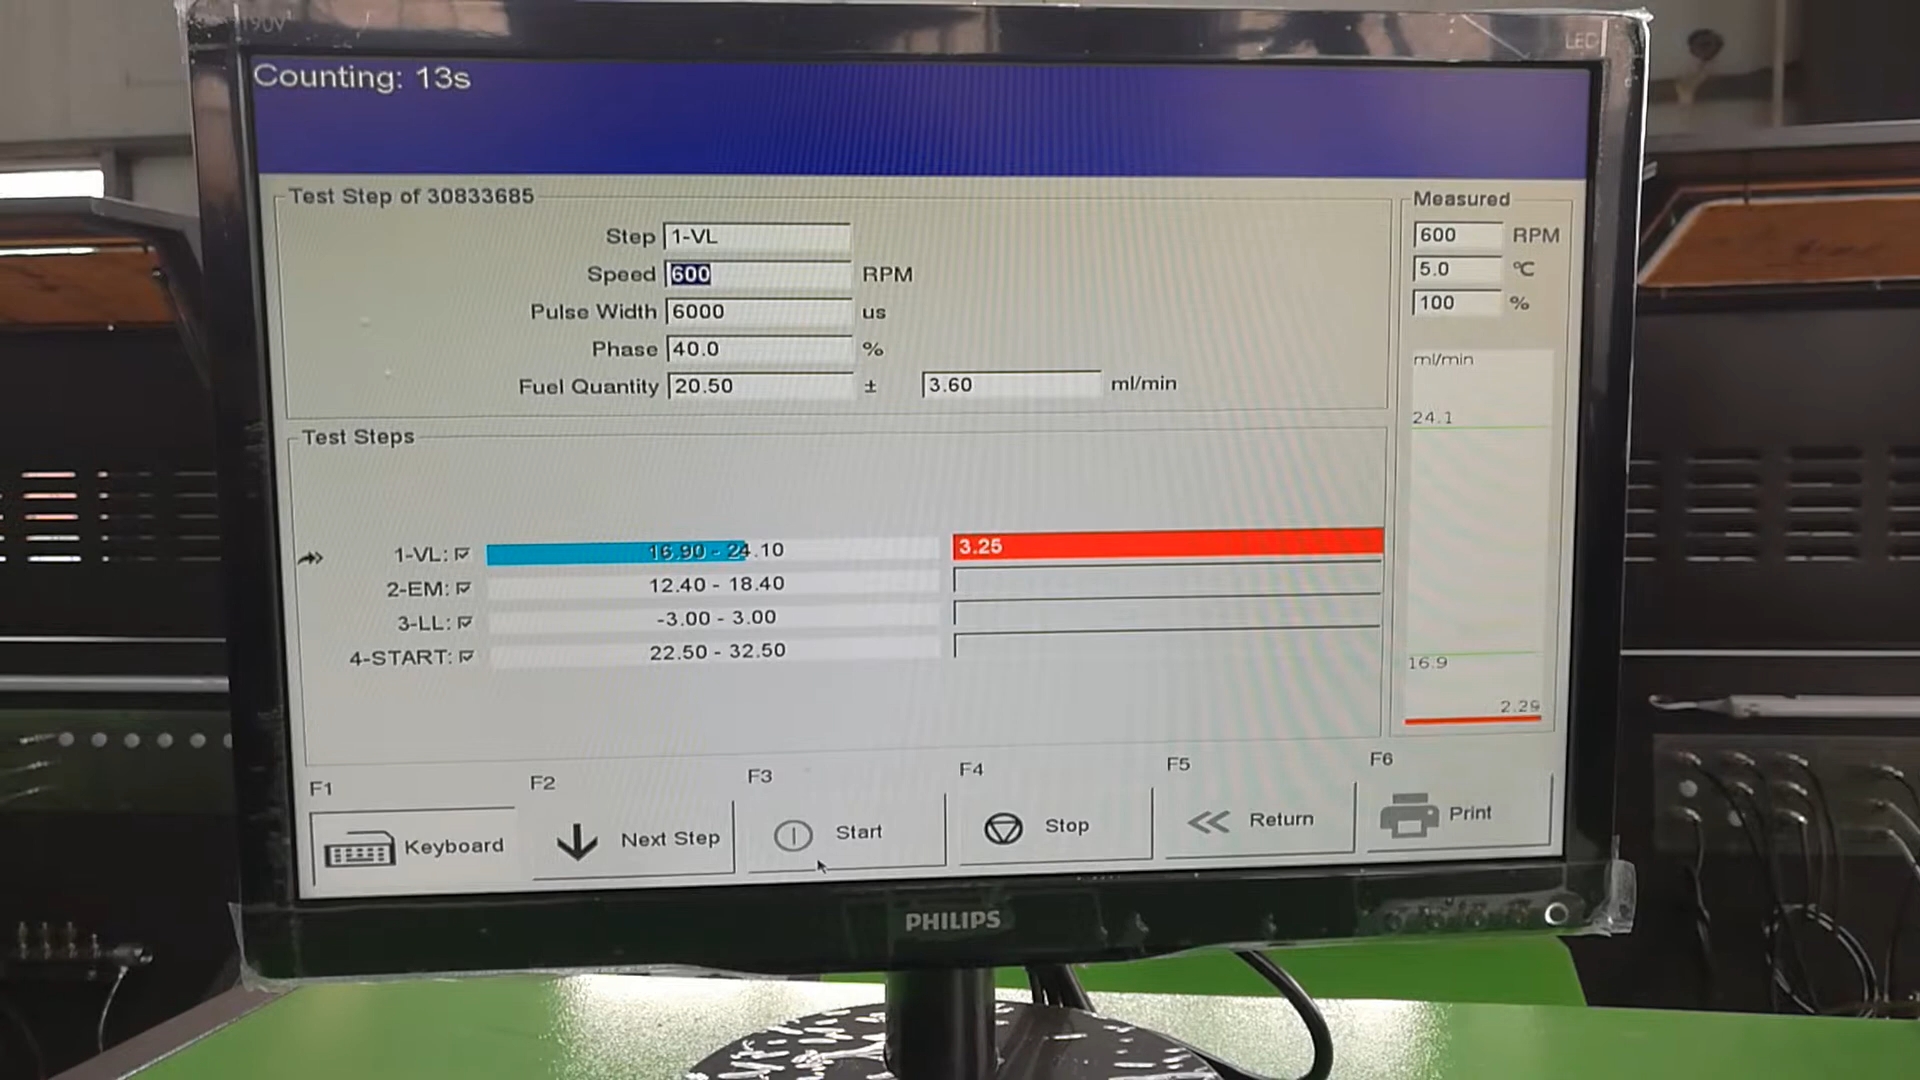 190V
LED
Counting: 13s
Test Step of 30833685
Step 1-VL
Speed 600 RPM
Pulse Width 6000 us
Phase 40.0 %
Fuel Quantity 20.50 ± 3.60 ml/min
Measured
600 RPM
5.0 °C
100 %
ml/min
24.1
16.9
2.29
Test Steps
1-VL: 16.90 - 24.10 3.25
2-EM: 12.40 - 18.40
3-LL: -3.00 - 3.00
4-START: 22.50 - 32.50
F1 Keyboard
F2 Next Step
F3 Start
F4 Stop
F5 Return
F6 Print
PHILIPS